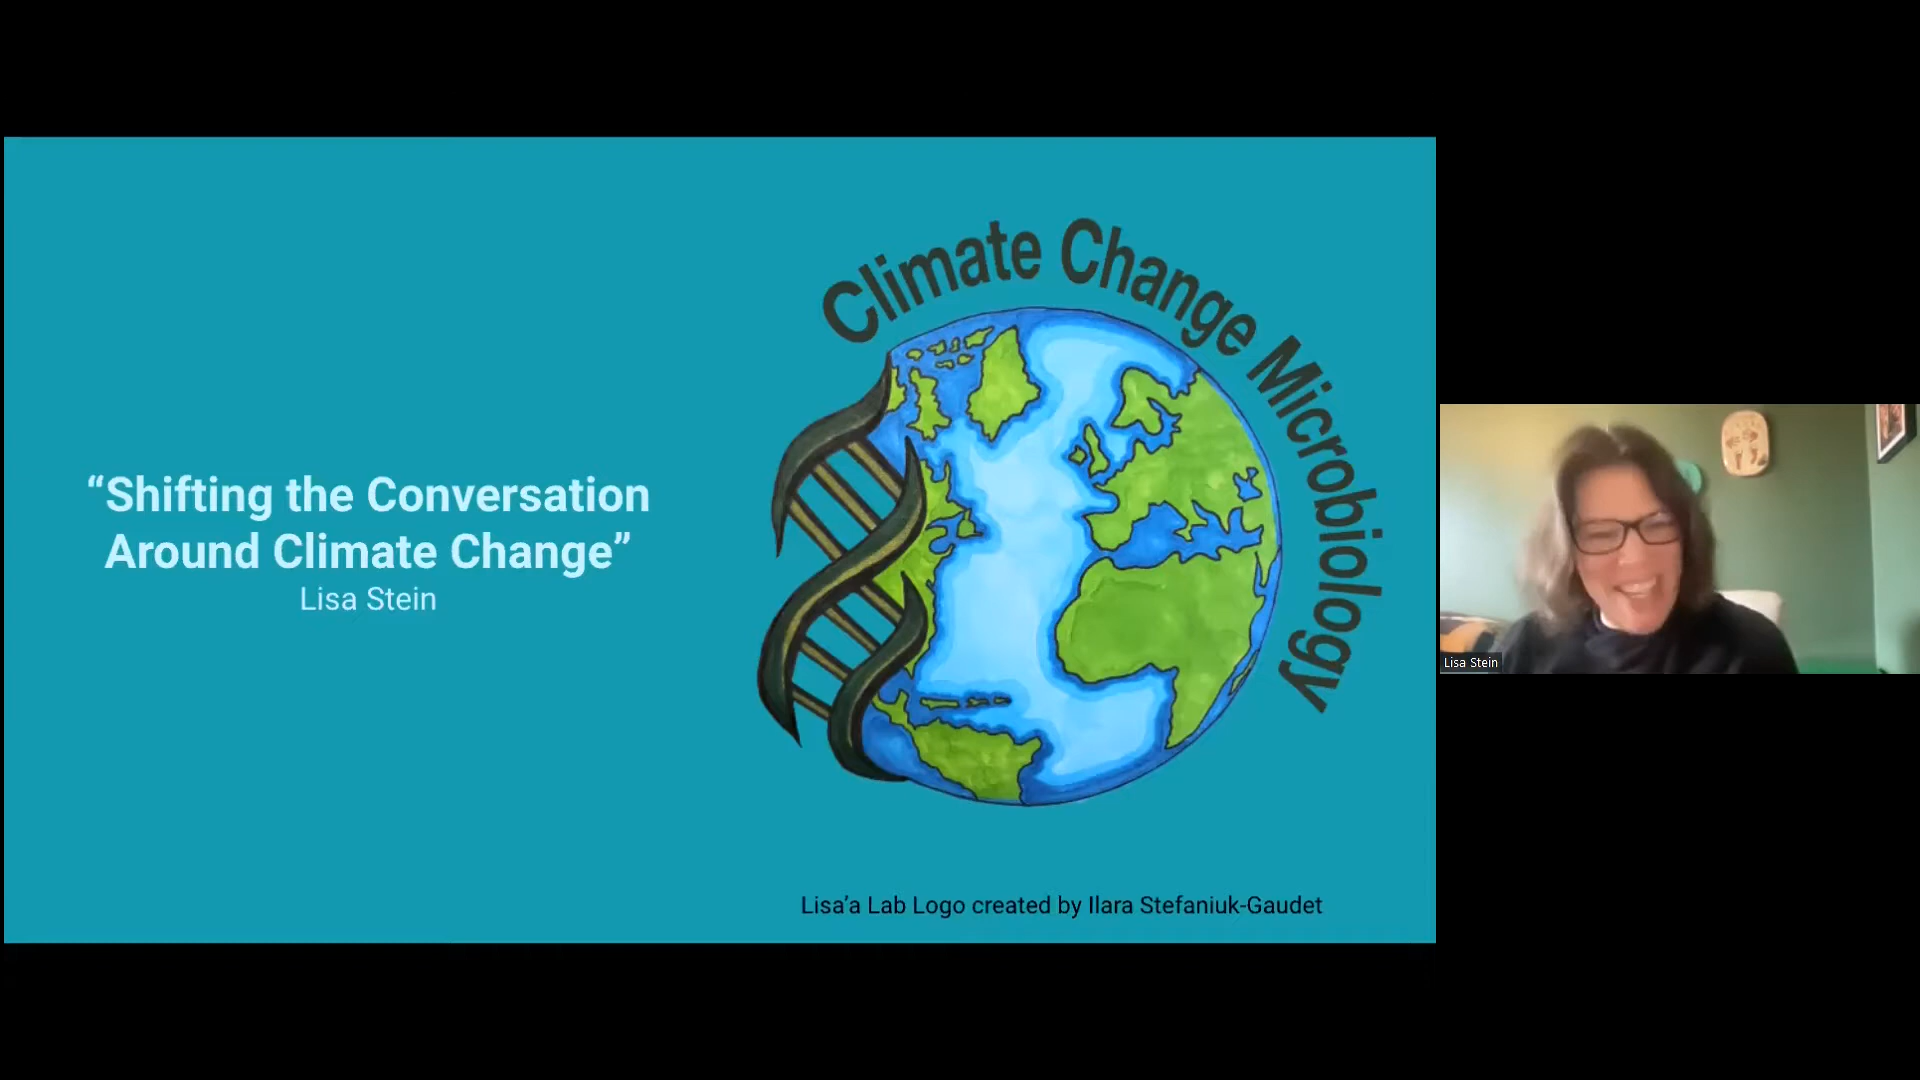 Climate Change Microbiology
“Shifting the Conversation
Around Climate Change”
Lisa Stein
Lisa Stein
Lisa’a Lab Logo created by Ilara Stefaniuk-Gaudet